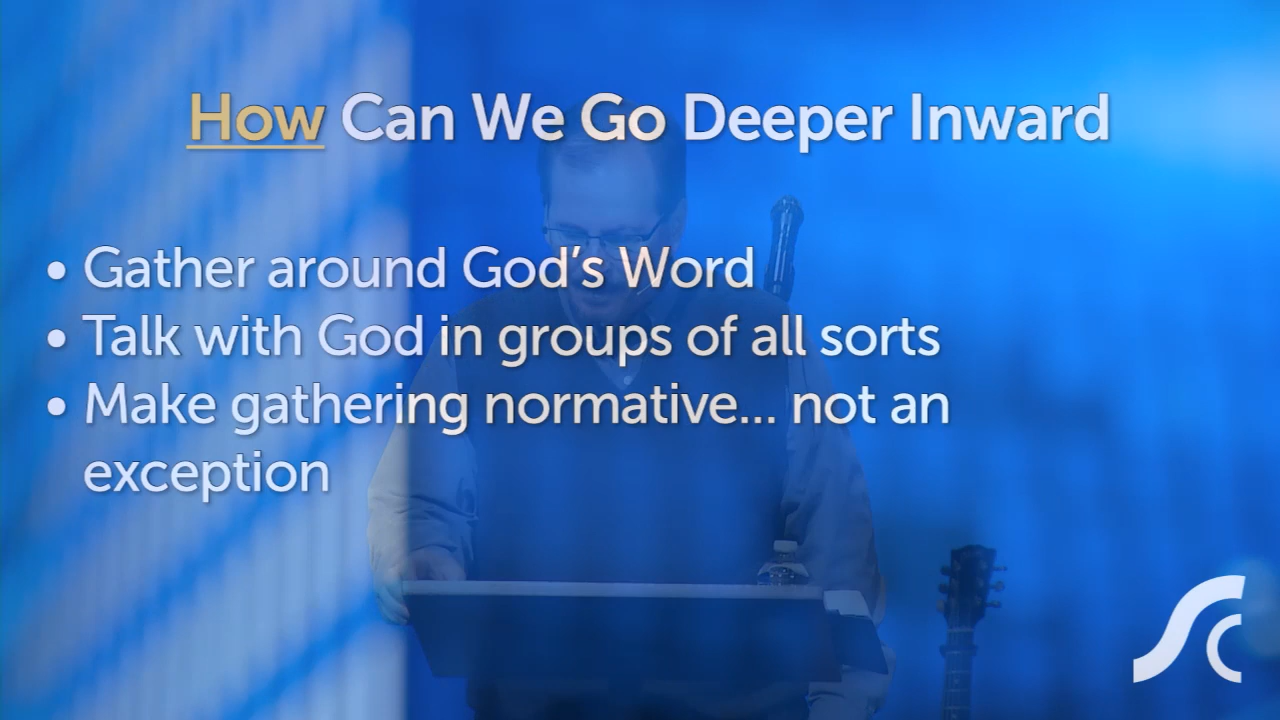 How Can We Go Deeper Inward
• Gather around God's Word
• Talk with God in groups of all sorts
• Make gathering normative... not an
exception